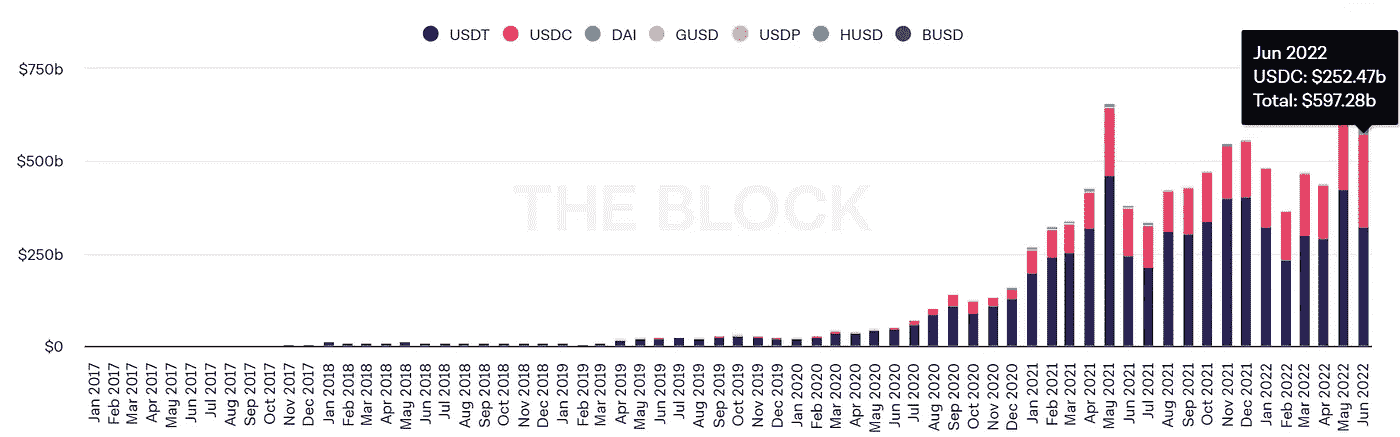 USDT USDC DAI GUSD USDP HUSD BUSD
Jun 2022
USDC: $252.47b
Total: $597.28b
$750b
$500b
$250b
$0
THE BLOCK
Jan 2017
Feb 2017
Mar 2017
Apr 2017
May 2017
Jun 2017
Jul 2017
Aug 2017
Sep 2017
Oct 2017
Nov 2017
Dec 2017
Jan 2018
Feb 2018
Mar 2018
Apr 2018
May 2018
Jun 2018
Jul 2018
Aug 2018
Sep 2018
Oct 2018
Nov 2018
Dec 2018
Jan 2019
Feb 2019
Mar 2019
Apr 2019
May 2019
Jun 2019
Jul 2019
Aug 2019
Sep 2019
Oct 2019
Nov 2019
Dec 2019
Jan 2020
Feb 2020
Mar 2020
Apr 2020
May 2020
Jun 2020
Jul 2020
Aug 2020
Sep 2020
Oct 2020
Nov 2020
Dec 2020
Jan 2021
Feb 2021
Mar 2021
Apr 2021
May 2021
Jun 2021
Jul 2021
Aug 2021
Sep 2021
Oct 2021
Nov 2021
Dec 2021
Jan 2022
Feb 2022
Mar 2022
Apr 2022
May 2022
Jun 2022